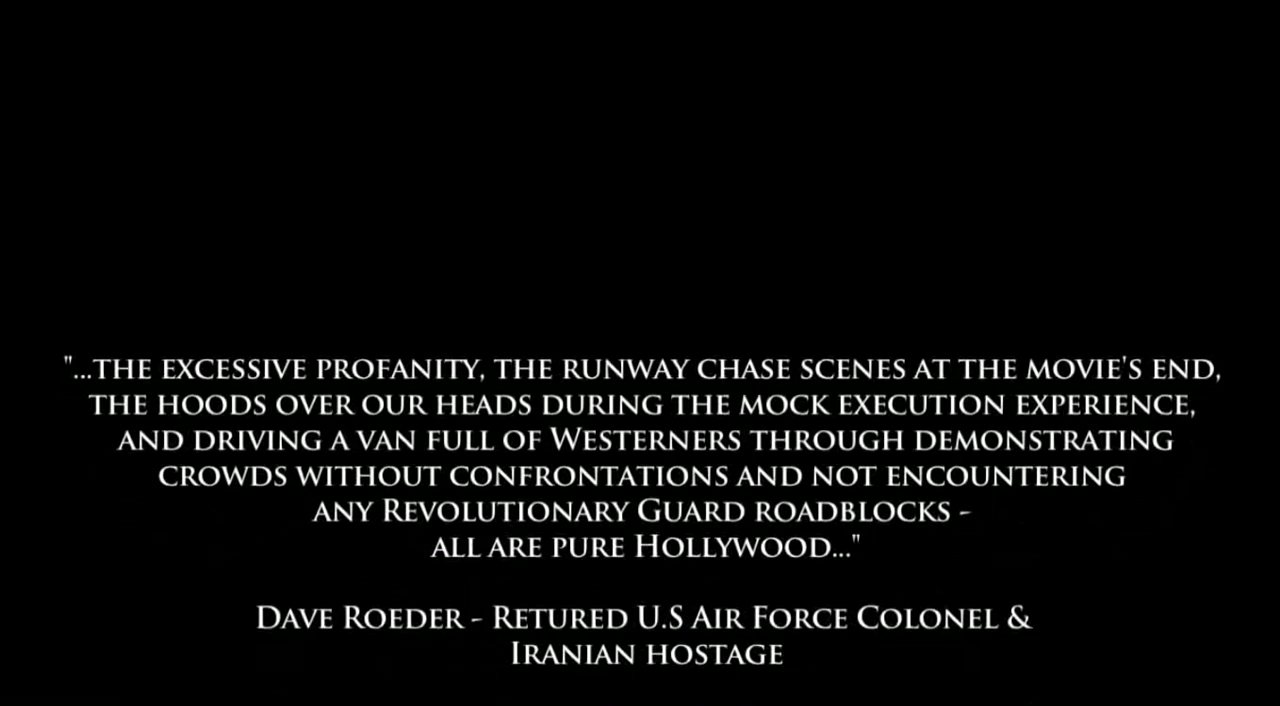 "...THE EXCESSIVE PROFANITY, THE RUNWAY CHASE SCENES AT THE MOVIE'S END,
THE HOODS OVER OUR HEADS DURING THE MOCK EXECUTION EXPERIENCE,
AND DRIVING A VAN FULL OF WESTERNERS THROUGH DEMONSTRATING
CROWDS WITHOUT CONFRONTATIONS AND NOT ENCOUNTERING
ANY REVOLUTIONARY GUARD ROADBLOCKS -
ALL ARE PURE HOLLYWOOD..."
DAVE ROEDER - RETURED U.S AIR FORCE COLONEL &
IRANIAN HOSTAGE